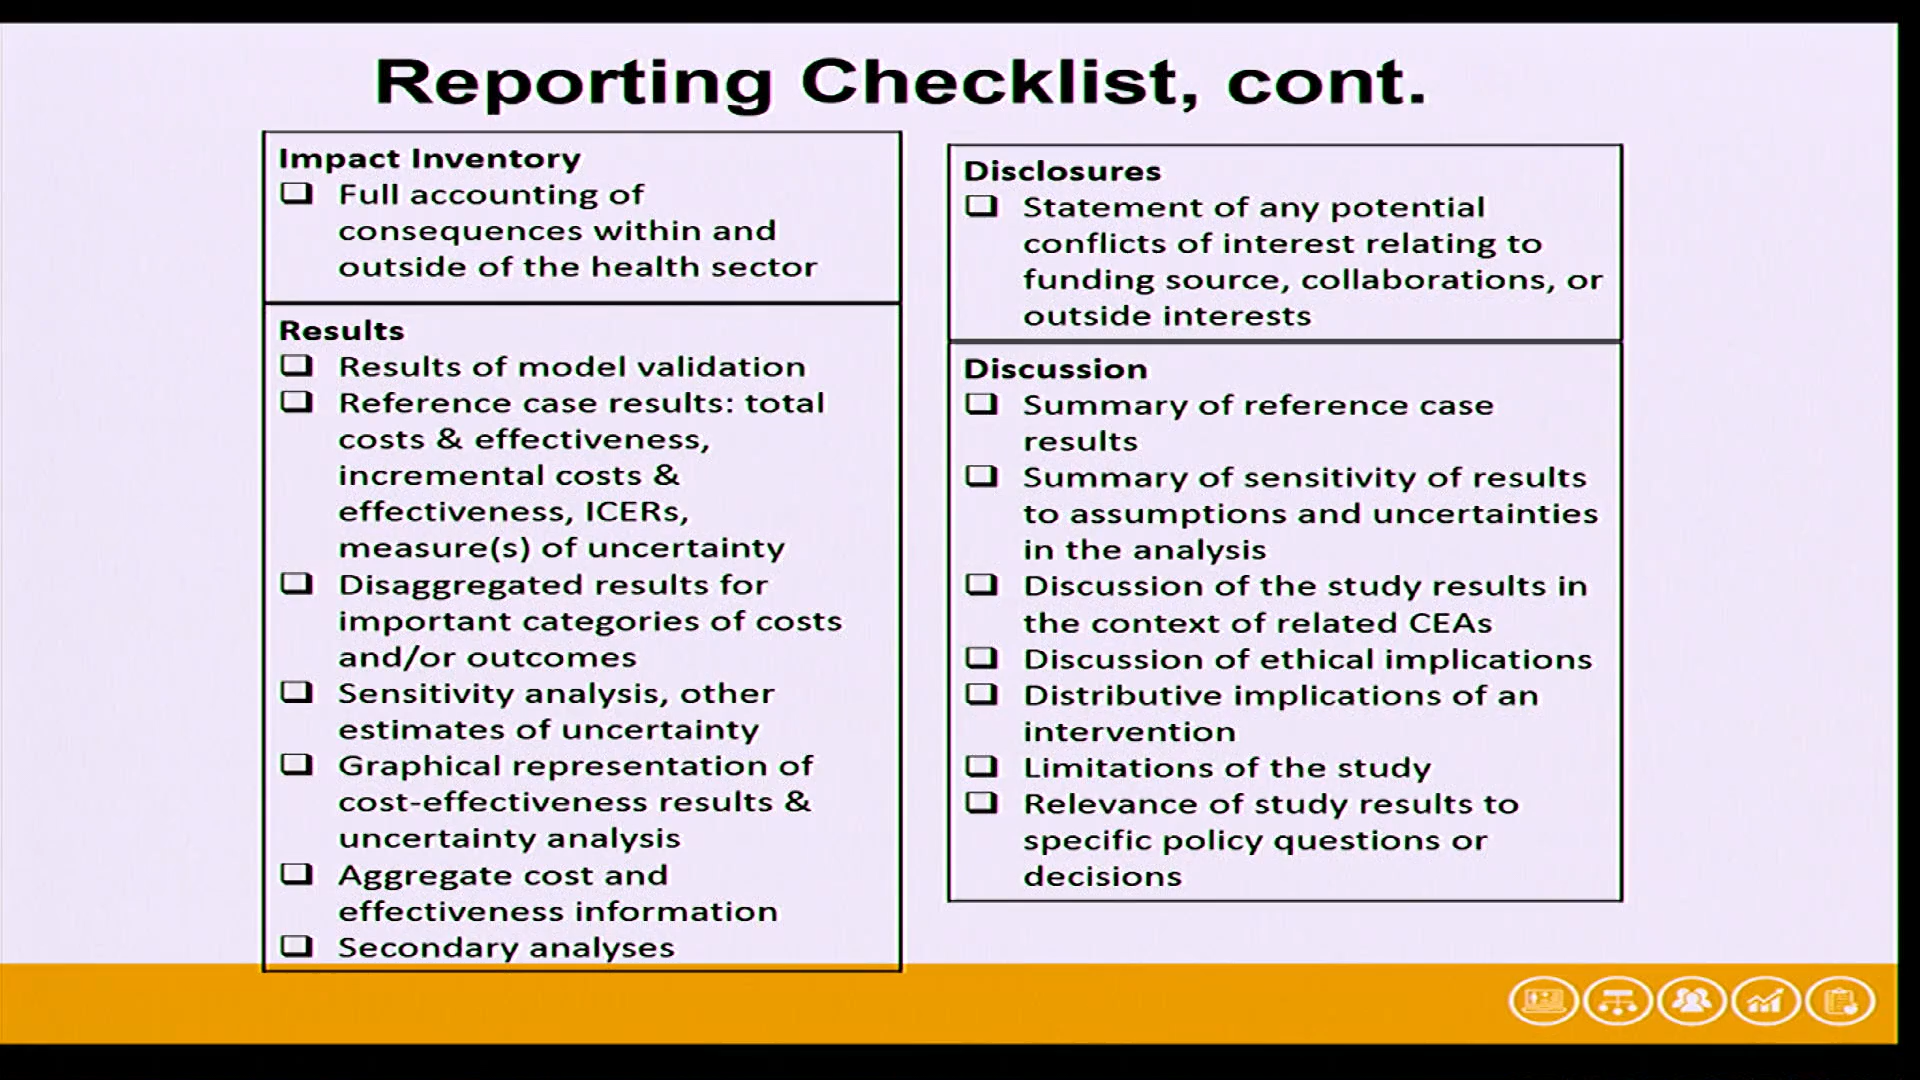 Reporting Checklist, cont.
Impact Inventory
❑ Full accounting of
consequences within and
outside of the health sector
Results
❑ Results of model validation
❑ Reference case results: total
costs & effectiveness,
incremental costs &
effectiveness, ICERs,
measure(s) of uncertainty
❑ Disaggregated results for
important categories of costs
and/or outcomes
❑ Sensitivity analysis, other
estimates of uncertainty
❑ Graphical representation of
cost-effectiveness results &
uncertainty analysis
❑ Aggregate cost and
effectiveness information
❑ Secondary analyses
Disclosures
❑ Statement of any potential
conflicts of interest relating to
funding source, collaborations, or
outside interests
Discussion
❑ Summary of reference case
results
❑ Summary of sensitivity of results
to assumptions and uncertainties
in the analysis
❑ Discussion of the study results in
the context of related CEAs
❑ Discussion of ethical implications
❑ Distributive implications of an
intervention
❑ Limitations of the study
❑ Relevance of study results to
specific policy questions or
decisions